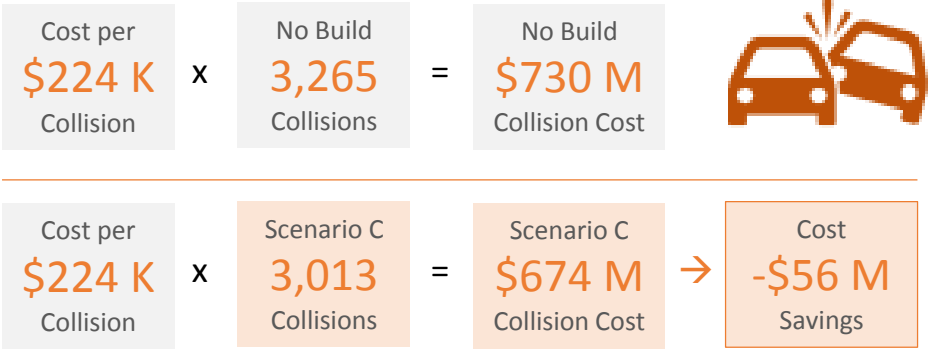 Cost per No Build No Build
$224 K x 3,265 = $730 M
Collision Collisions Collision Cost
Cost per Scenario C Scenario C Cost
$224 K x 3,013 = $674 M → -$56 M
Collision Collisions Collision Cost Savings